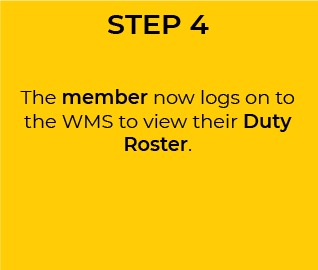 STEP 4
The member now logs on to
the WMS to view their Duty
Roster.